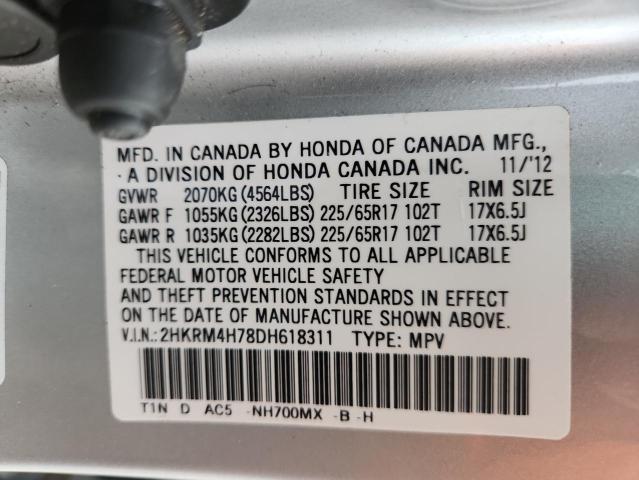 MFD. IN CANADA BY HONDA OF CANADA MFG.,
A DIVISION OF HONDA CANADA INC. 11/'12
GVWR 2070KG(4564LBS) TIRE SIZE RIM SIZE
GAWR F 1055KG(2326LBS)225/65R17 102T 17X6.5J
GAWR R 1035KG(2282LBS)225/65R17 102T 17X6.5J
THIS VEHICLE CONFORMS TO ALL APPLICABLE
FEDERAL MOTOR VEHICLE SAFETY
AND THEFT PREVENTION STANDARDS IN EFFECT
ON THE DATE OF MANUFACTURE SHOWN ABOVE.
V.I.N.:2HKRM4H78DH618311 TYPE: MPV
T1N D AC5 -NH700MX -B -H